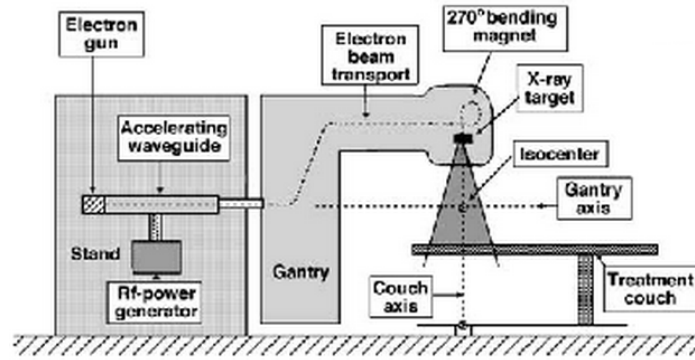 Electron
gun
Accelerating
waveguide
Stand
Rf-power
generator
Electron
beam
transport
270° bending
magnet
X-ray
target
Isocenter
Gantry
axis
Gantry
Couch
axis
Treatment
couch